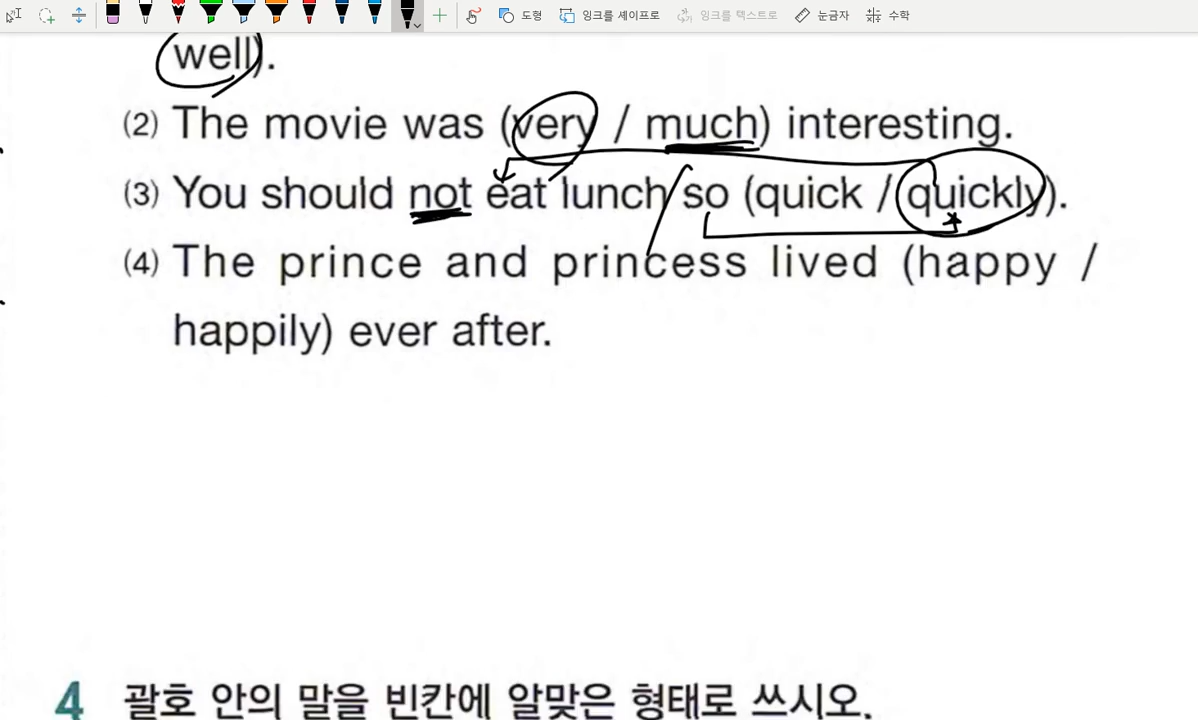 도형 잉크를 셰이프로 잉크를 텍스트로 눈금자 수학
well).
(2) The movie was (very / much) interesting.
(3) You should not eat lunch so (quick / quickly).
(4) The prince and princess lived (happy /
happily) ever after.
4 괄호 안의 말을 빈칸에 알맞은 형태로 쓰시오.